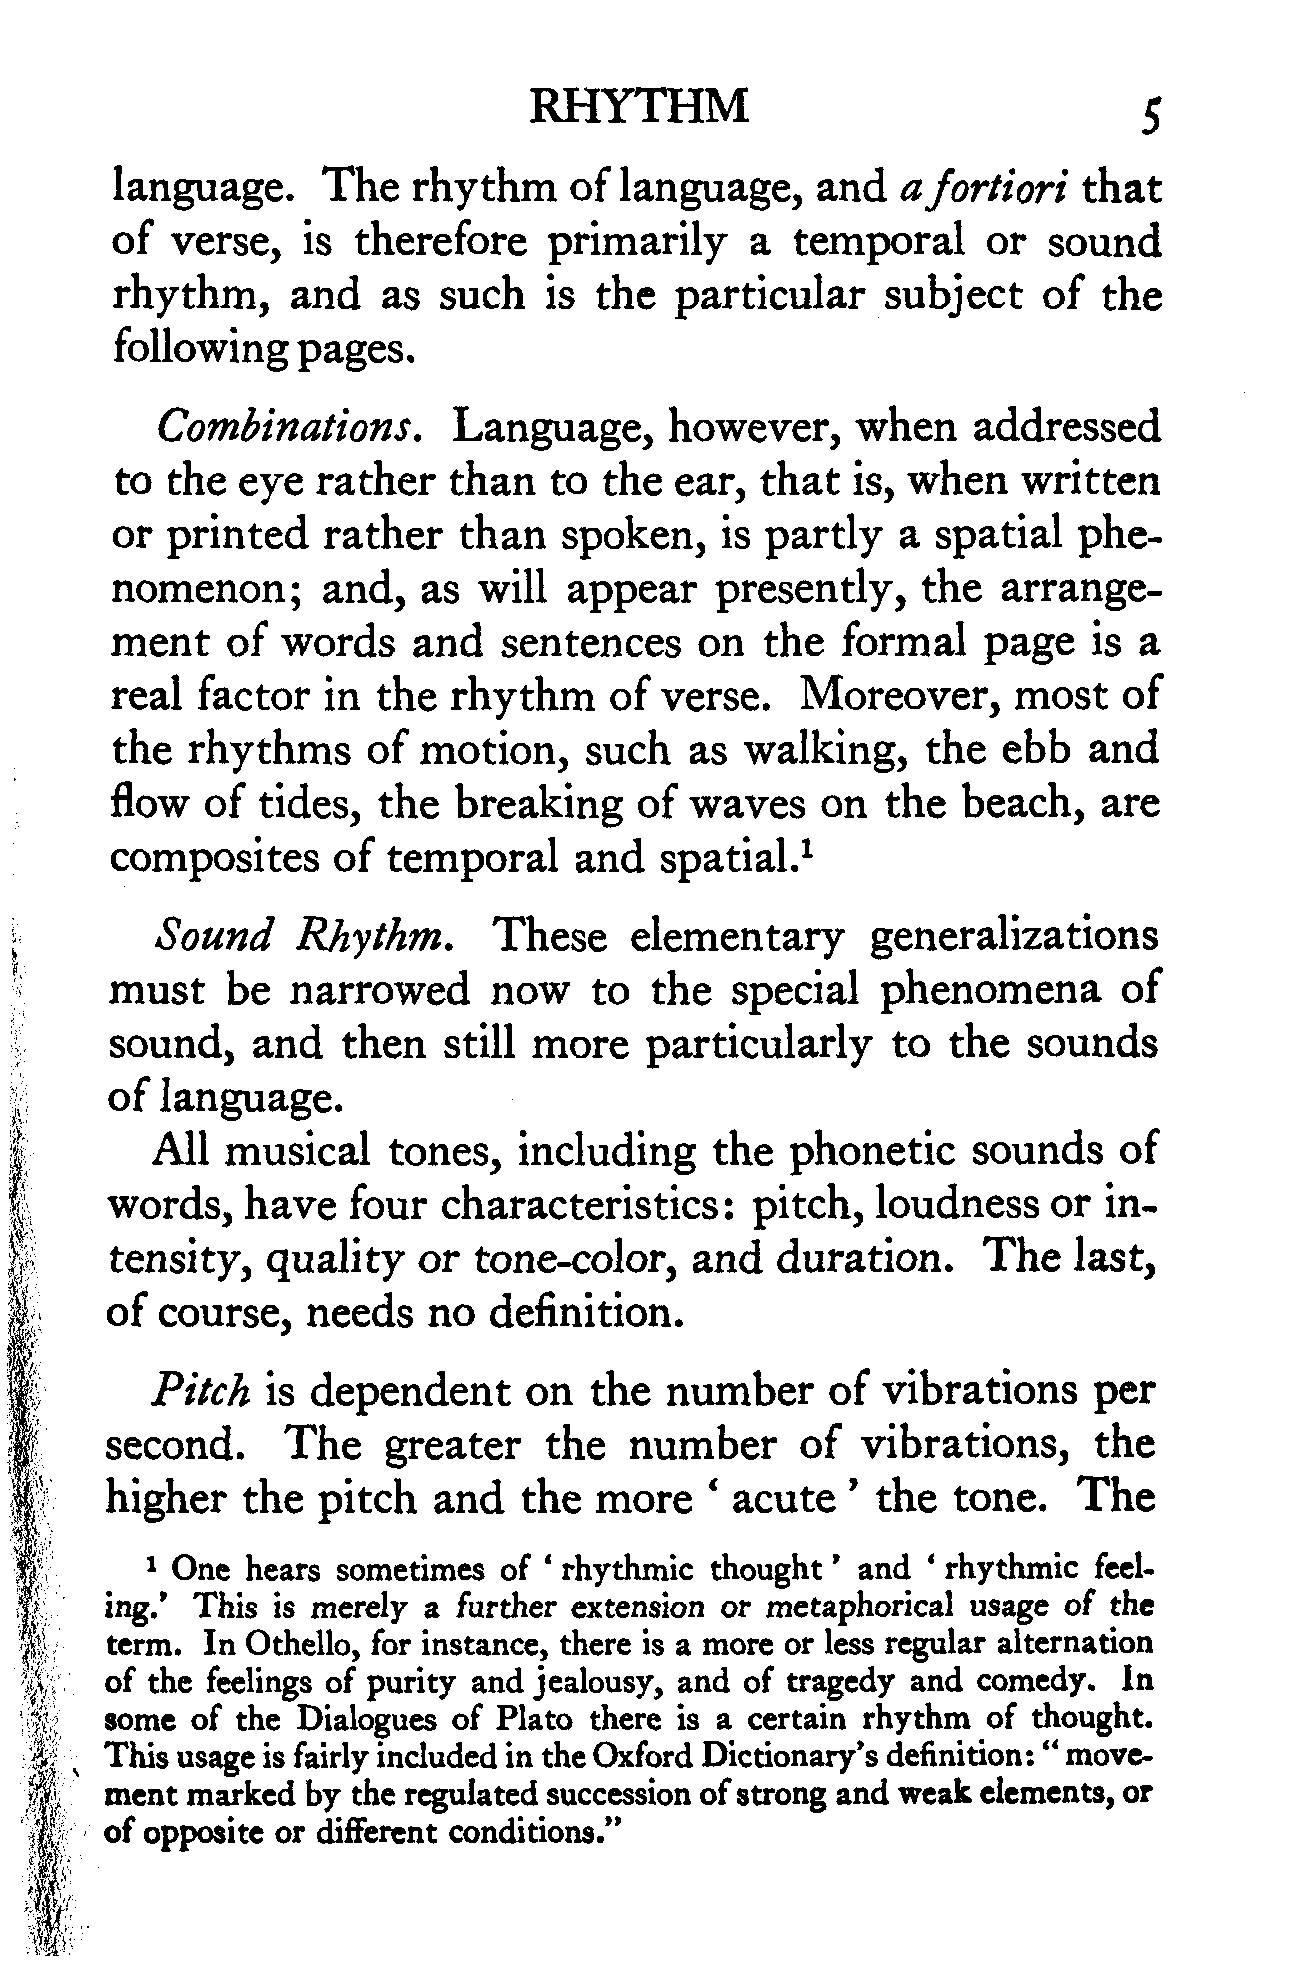 RHYTHM 5
language. The rhythm of language, and a fortiori that
of verse, is therefore primarily a temporal or sound
rhythm, and as such is the particular subject of the
following pages.
Combinations. Language, however, when addressed
to the eye rather than to the ear, that is, when written
or printed rather than spoken, is partly a spatial phe-
nomenon; and, as will appear presently, the arrange-
ment of words and sentences on the formal page is a
real factor in the rhythm of verse. Moreover, most of
the rhythms of motion, such as walking, the ebb and
flow of tides, the breaking of waves on the beach, are
composites of temporal and spatial.¹
Sound Rhythm. These elementary generalizations
must be narrowed now to the special phenomena of
sound, and then still more particularly to the sounds
of language.
All musical tones, including the phonetic sounds of
words, have four characteristics: pitch, loudness or in-
tensity, quality or tone-color, and duration. The last,
of course, needs no definition.
Pitch is dependent on the number of vibrations per
second. The greater the number of vibrations, the
higher the pitch and the more ‘ acute ’ the tone. The
¹ One hears sometimes of ‘ rhythmic thought ’ and ‘ rhythmic feel-
ing.’ This is merely a further extension or metaphorical usage of the
term. In Othello, for instance, there is a more or less regular alternation
of the feelings of purity and jealousy, and of tragedy and comedy. In
some of the Dialogues of Plato there is a certain rhythm of thought.
This usage is fairly included in the Oxford Dictionary’s definition: “ move-
ment marked by the regulated succession of strong and weak elements, or
of opposite or different conditions.”